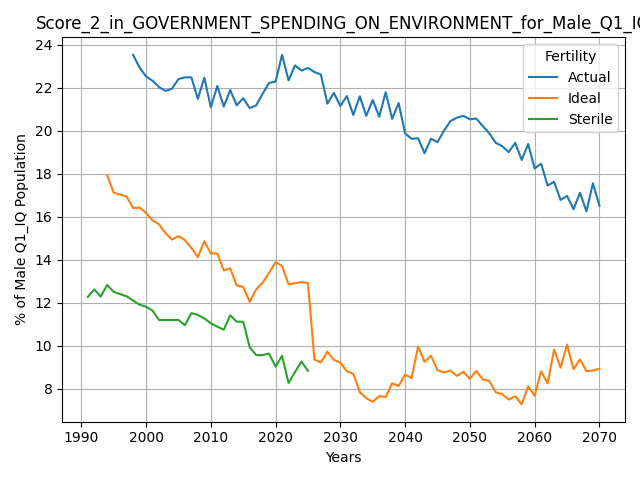 Score_2_in_GOVERNMENT_SPENDING_ON_ENVIRONMENT_for_Male_Q1_IQ
Fertility
Actual
Ideal
Sterile
% of Male Q1_IQ Population
24
22
20
18
16
14
12
10
8
1990 2000 2010 2020 2030 2040 2050 2060 2070
Years